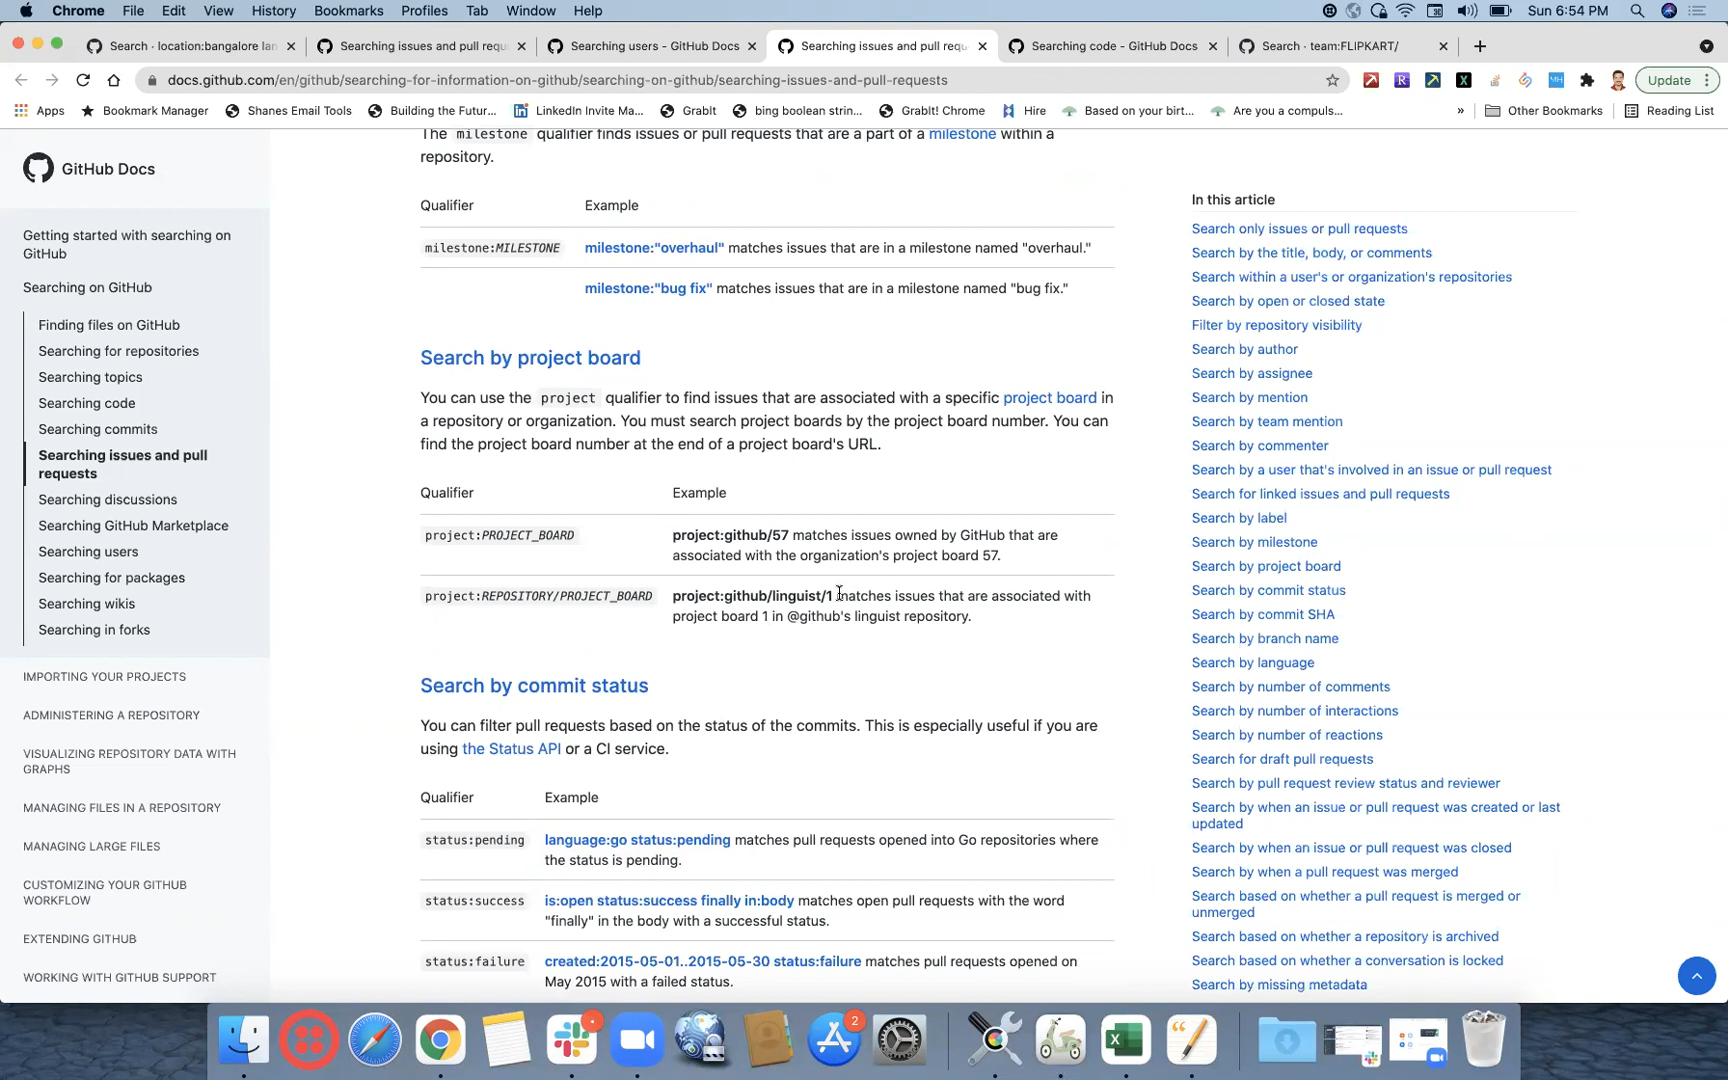 Chrome File Edit View History Bookmarks Profiles Tab Window Help Sun 6:54 PM
Search · location:bangalore lan
Searching issues and pull requ
Searching users - GitHub Docs
Searching issues and pull requ
Searching code - GitHub Docs
Search · team:FLIPKART/
docs.github.com/en/github/searching-for-information-on-github/searching-on-github/searching-issues-and-pull-requests
Update
Apps Bookmark Manager Shanes Email Tools Building the Futur... LinkedIn Invite Ma... Grabit bing boolean strin... GrabIt! Chrome Hire Based on your birt... Are you a compuls... » Other Bookmarks Reading List
GitHub Docs
Getting started with searching on
GitHub
Searching on GitHub
Finding files on GitHub
Searching for repositories
Searching topics
Searching code
Searching commits
Searching issues and pull
requests
Searching discussions
Searching GitHub Marketplace
Searching users
Searching for packages
Searching wikis
Searching in forks
IMPORTING YOUR PROJECTS
ADMINISTERING A REPOSITORY
VISUALIZING REPOSITORY DATA WITH
GRAPHS
MANAGING FILES IN A REPOSITORY
MANAGING LARGE FILES
CUSTOMIZING YOUR GITHUB
WORKFLOW
EXTENDING GITHUB
WORKING WITH GITHUB SUPPORT
The milestone qualifier finds issues or pull requests that are a part of a milestone within a
repository.
Qualifier Example
milestone:MILESTONE milestone:"overhaul" matches issues that are in a milestone named "overhaul."
milestone:"bug fix" matches issues that are in a milestone named "bug fix."
Search by project board
You can use the project qualifier to find issues that are associated with a specific project board in
a repository or organization. You must search project boards by the project board number. You can
find the project board number at the end of a project board's URL.
Qualifier Example
project:PROJECT_BOARD project:github/57 matches issues owned by GitHub that are
associated with the organization's project board 57.
project:REPOSITORY/PROJECT_BOARD project:github/linguist/1 matches issues that are associated with
project board 1 in @github's linguist repository.
Search by commit status
You can filter pull requests based on the status of the commits. This is especially useful if you are
using the Status API or a CI service.
Qualifier Example
status:pending language:go status:pending matches pull requests opened into Go repositories where
the status is pending.
status:success is:open status:success finally in:body matches open pull requests with the word
"finally" in the body with a successful status.
status:failure created:2015-05-01..2015-05-30 status:failure matches pull requests opened on
May 2015 with a failed status.
In this article
Search only issues or pull requests
Search by the title, body, or comments
Search within a user's or organization's repositories
Search by open or closed state
Filter by repository visibility
Search by author
Search by assignee
Search by mention
Search by team mention
Search by commenter
Search by a user that's involved in an issue or pull request
Search for linked issues and pull requests
Search by label
Search by milestone
Search by project board
Search by commit status
Search by commit SHA
Search by branch name
Search by language
Search by number of comments
Search by number of interactions
Search by number of reactions
Search for draft pull requests
Search by pull request review status and reviewer
Search by when an issue or pull request was created or last
updated
Search by when an issue or pull request was closed
Search by when a pull request was merged
Search based on whether a pull request is merged or
unmerged
Search based on whether a repository is archived
Search based on whether a conversation is locked
Search by missing metadata
2